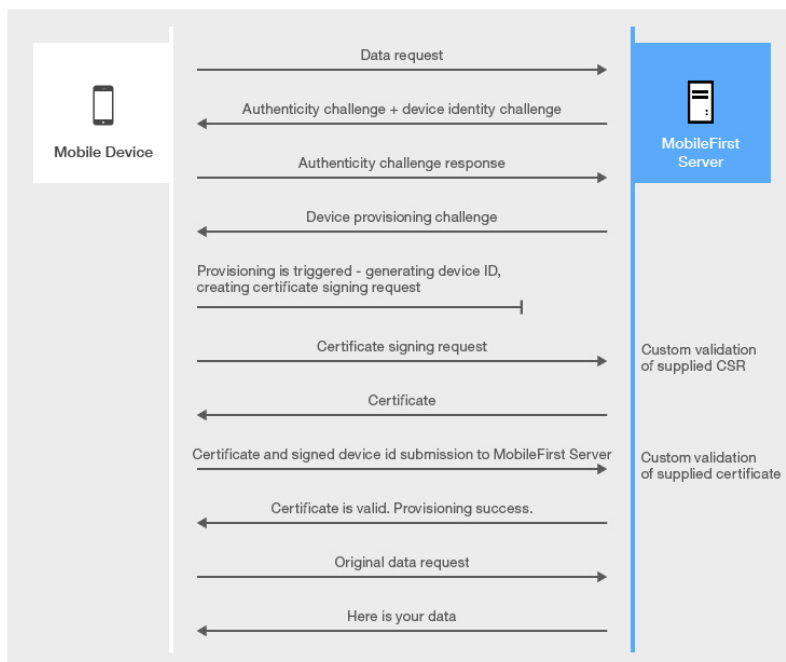 Data request
Authenticity challenge + device identity challenge
Mobile Device
MobileFirst
Server
Authenticity challenge response
Device provisioning challenge
Provisioning is triggered - generating device ID,
creating certificate signing request
Certificate signing request
Custom validation
of supplied CSR
Certificate
Certificate and signed device id submission to MobileFirst Server
Custom validation
of supplied certificate
Certificate is valid. Provisioning success.
Original data request
Here is your data